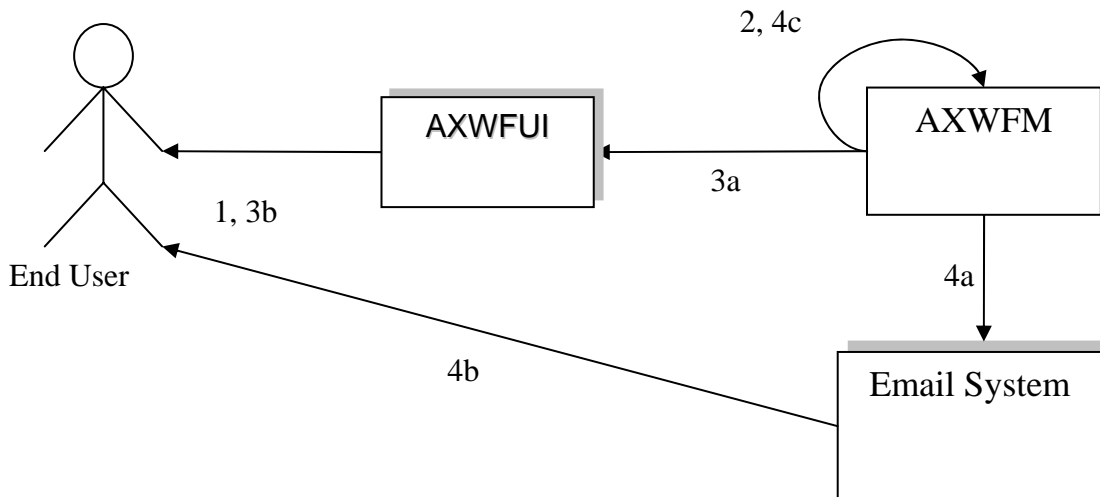 2, 4c
AXWFUI
AXWFM
3a
1, 3b
End User
4a
4b
Email System